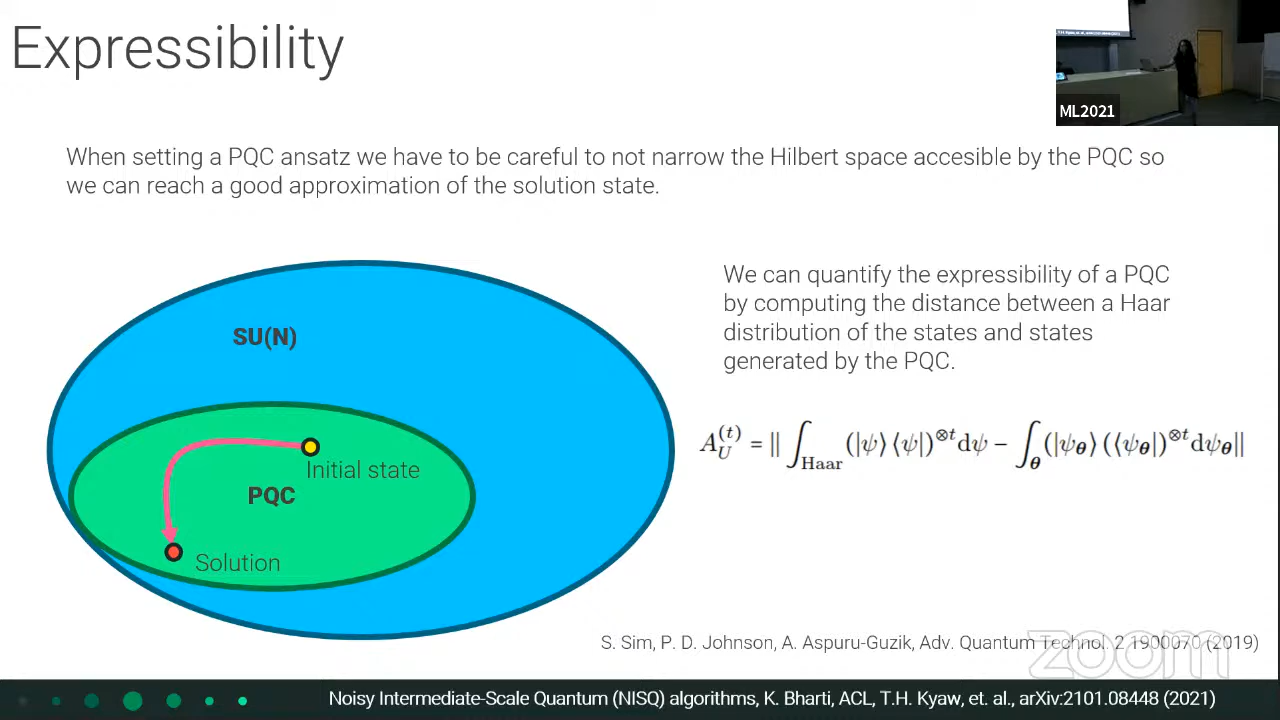 Expressibility
ML2021
When setting a PQC ansatz we have to be careful to not narrow the Hilbert space accesible by the PQC so
we can reach a good approximation of the solution state.
SU(N)
Initial state
PQC
Solution
We can quantify the expressibility of a PQC
by computing the distance between a Haar
distribution of the states and states
generated by the PQC.
A_U^{(t)} = || ∫_Haar (|ψ⟩ ⟨ψ|)^{⊗t} dψ − ∫_θ (|ψ_θ⟩ (⟨ψ_θ|)^{⊗t} dψ_θ ||
S. Sim, P. D. Johnson, A. Aspuru-Guzik, Adv. Quantum Technol. 2 1900070 (2019)
zoom
Noisy Intermediate-Scale Quantum (NISQ) algorithms, K. Bharti, ACL, T.H. Kyaw, et. al., arXiv:2101.08448 (2021)